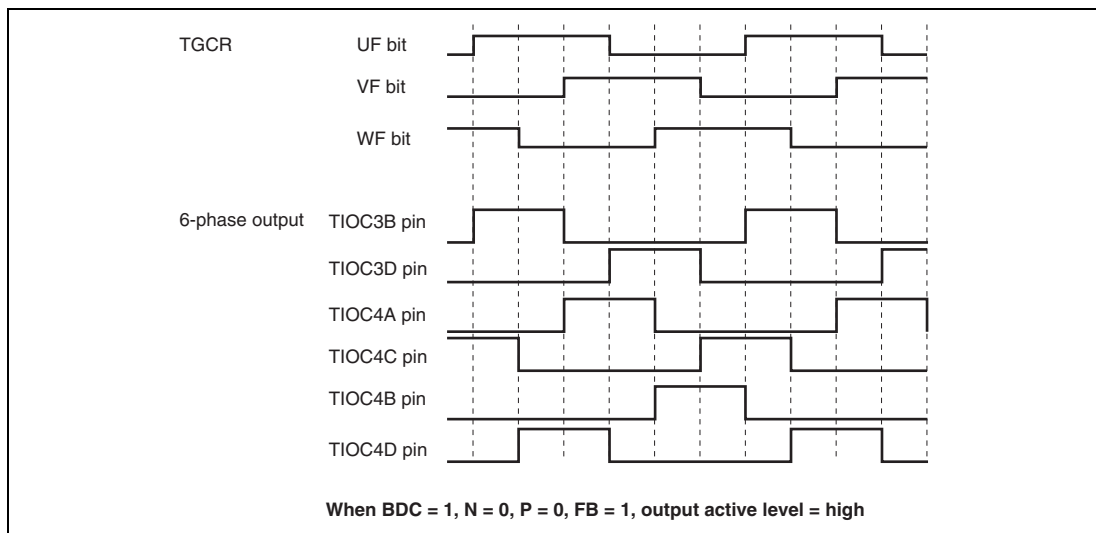 TGCR UF bit
VF bit
WF bit
6-phase output TIOC3B pin
TIOC3D pin
TIOC4A pin
TIOC4C pin
TIOC4B pin
TIOC4D pin
When BDC = 1, N = 0, P = 0, FB = 1, output active level = high